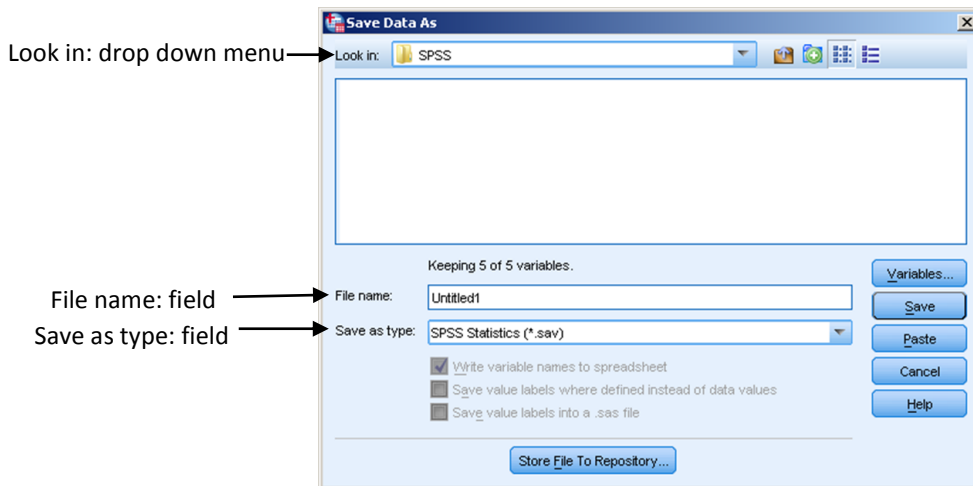 Save Data As
Look in: drop down menu
Look in: SPSS
Keeping 5 of 5 variables.
Variables...
File name: field
File name: Untitled1
Save
Save as type: field
Save as type: SPSS Statistics (*.sav)
Paste
Write variable names to spreadsheet
Cancel
Save value labels where defined instead of data values
Save value labels into a .sas file
Help
Store File To Repository...